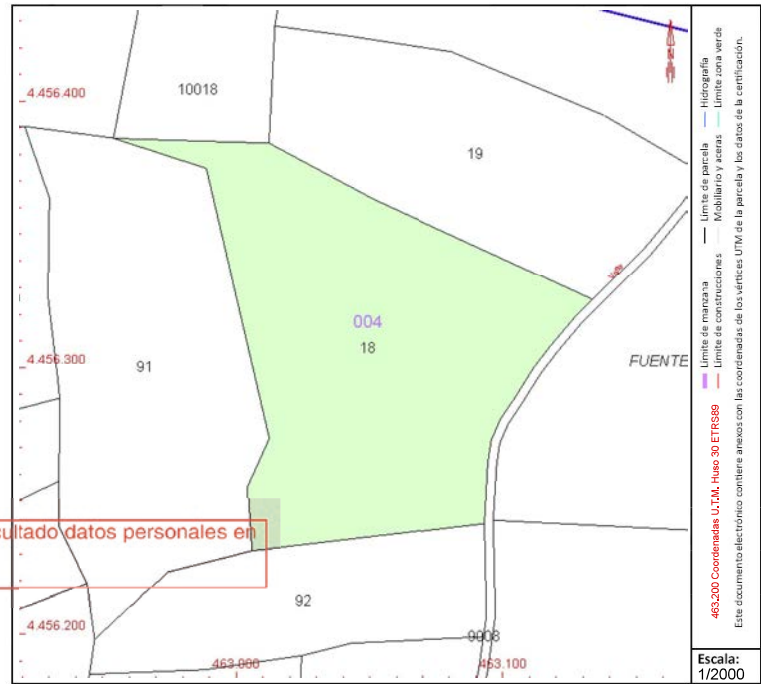 10018
4.456.400
19
004
18
4.456.300
91
FUENTE
cultado datos personales en
92
4.456.200
9008
463.000
463.100
Límite de manzana
Límite de parcela
Hidrografía
Límite de construcciones
Mobiliario y aceras
Límite zona verde
463.200 Coordenadas U.T.M. Huso 30 ETRS89
Este documento electrónico contiene anexos con las coordenadas de los vértices UTM de la parcela y los datos de la certificación.
Escala:
1/2000